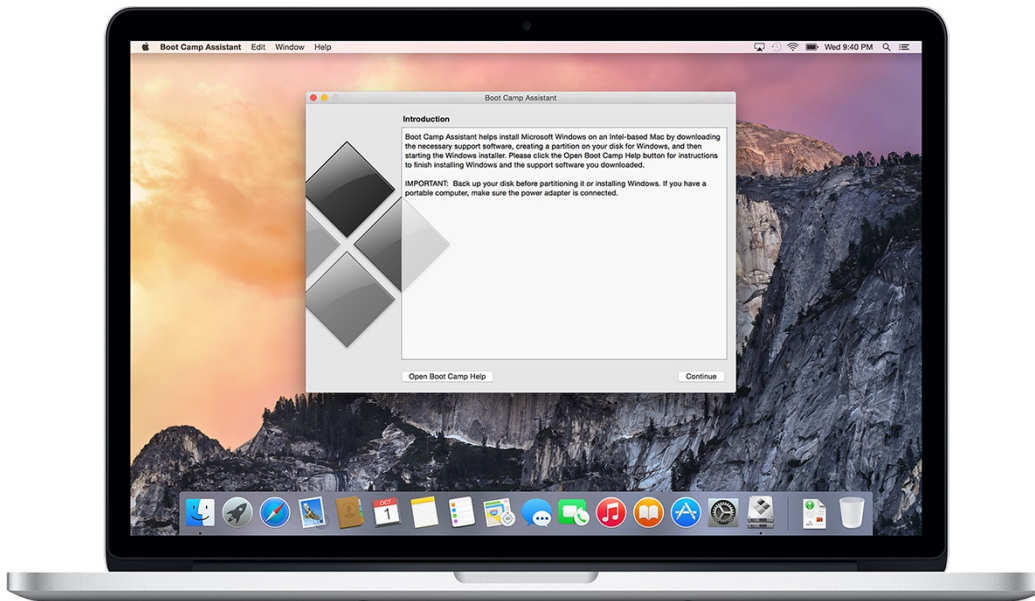 Boot Camp Assistant Edit Window Help Wed 9:40 PM
Boot Camp Assistant
Introduction
Boot Camp Assistant helps install Microsoft Windows on an Intel-based Mac by downloading
the necessary support software, creating a partition on your disk for Windows, and then
starting the Windows installer. Please click the Open Boot Camp Help button for instructions
to finish installing Windows and the support software you downloaded.
IMPORTANT: Back up your disk before partitioning it or installing Windows. If you have a
portable computer, make sure the power adapter is connected.
Open Boot Camp Help Continue
OCT
1